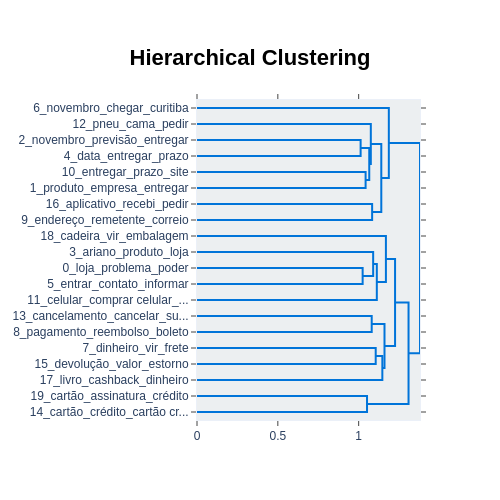 Hierarchical Clustering
6_novembro_chegar_curitiba
12_pneu_cama_pedir
2_novembro_previsão_entregar
4_data_entregar_prazo
10_entregar_prazo_site
1_produto_empresa_entregar
16_aplicativo_recebi_pedir
9_endereço_remetente_correio
18_cadeira_vir_embalagem
3_ariano_produto_loja
0_loja_problema_poder
5_entrar_contato_informar
11_celular_comprar celular_...
13_cancelamento_cancelar_su...
8_pagamento_reembolso_boleto
7_dinheiro_vir_frete
15_devolução_valor_estorno
17_livro_cashback_dinheiro
19_cartão_assinatura_crédito
14_cartão_crédito_cartão cr...
0 0.5 1